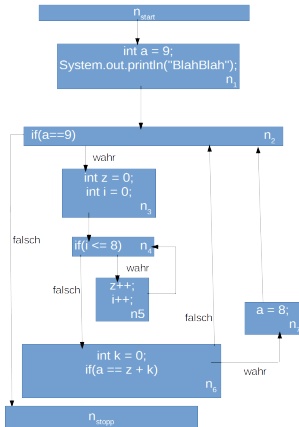 nstart
int a = 9;
System.out.println("BlahBlah");
n1
if(a==9) n2
wahr
int z = 0;
int i = 0;
n3
falsch
if(i <= 8) n4
wahr
falsch
z++;
i++;
n5
a = 8;
falsch
int k = 0;
if(a == z + k)
n6
wahr
nstopp